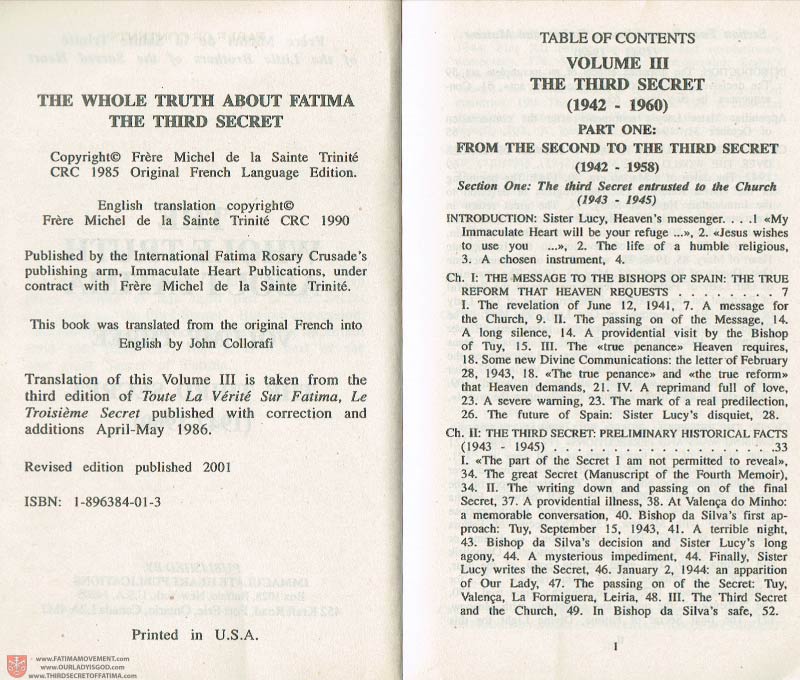 THE WHOLE TRUTH ABOUT FATIMA
THE THIRD SECRET
Copyright© Frère Michel de la Sainte Trinité
CRC 1985 Original French Language Edition.
English translation copyright©
Frère Michel de la Sainte Trinité CRC 1990
Published by the International Fatima Rosary Crusade's
publishing arm, Immaculate Heart Publications, under
contract with Frère Michel de la Sainte Trinité.
This book was translated from the original French into
English by John Collorafi
Translation of this Volume III is taken from the
third edition of Toute La Vérité Sur Fatima, Le
Troisième Secret published with correction and
additions April-May 1986.
Revised edition published 2001
ISBN: 1-896384-01-3
Printed in U.S.A.
www.FATIMAMOVEMENT.com
www.OURLADYISGOD.com
www.THIRDSECRETOFFATIMA.com
TABLE OF CONTENTS
VOLUME III
THE THIRD SECRET
(1942 - 1960)
PART ONE:
FROM THE SECOND TO THE THIRD SECRET
(1942 - 1958)
Section One: The third Secret entrusted to the Church
(1943 - 1945)
INTRODUCTION: Sister Lucy, Heaven's messenger. . . .1 «My
Immaculate Heart will be your refuge ...», 2. «Jesus wishes
to use you ...», 2. The life of a humble religious,
3. A chosen instrument, 4.
Ch. I: THE MESSAGE TO THE BISHOPS OF SPAIN: THE TRUE
REFORM THAT HEAVEN REQUESTS . . . . . . . . 7
I. The revelation of June 12, 1941, 7. A message for
the Church, 9. II. The passing on of the Message, 14.
A long silence, 14. A providential visit by the Bishop
of Tuy, 15. III. The «true penance» Heaven requires,
18. Some new Divine Communications: the letter of February
28, 1943, 18. «The true penance» and «the true reform»
that Heaven demands, 21. IV. A reprimand full of love,
23. A severe warning, 23. The mark of a real predilection,
26. The future of Spain: Sister Lucy's disquiet, 28.
Ch. II: THE THIRD SECRET: PRELIMINARY HISTORICAL FACTS
(1943 - 1945) . . . . . . . . . . . . . . . . . . .33
I. «The part of the Secret I am not permitted to reveal»,
34. The great Secret (Manuscript of the Fourth Memoir),
34. II. The writing down and passing on of the final
Secret, 37. A providential illness, 38. At Valença do Minho:
a memorable conversation, 40. Bishop da Silva's first ap-
proach: Tuy, September 15, 1943, 41. A terrible night,
43. Bishop da Silva's decision and Sister Lucy's long
agony, 44. A mysterious impediment, 44. Finally, Sister
Lucy writes the Secret, 46. January 2, 1944: an apparition
of Our Lady, 47. The passing on of the Secret: Tuy,
Valença, La Formiguera, Leiria, 48. III. The Third Secret
and the Church, 49. In Bishop da Silva's safe, 52.
I